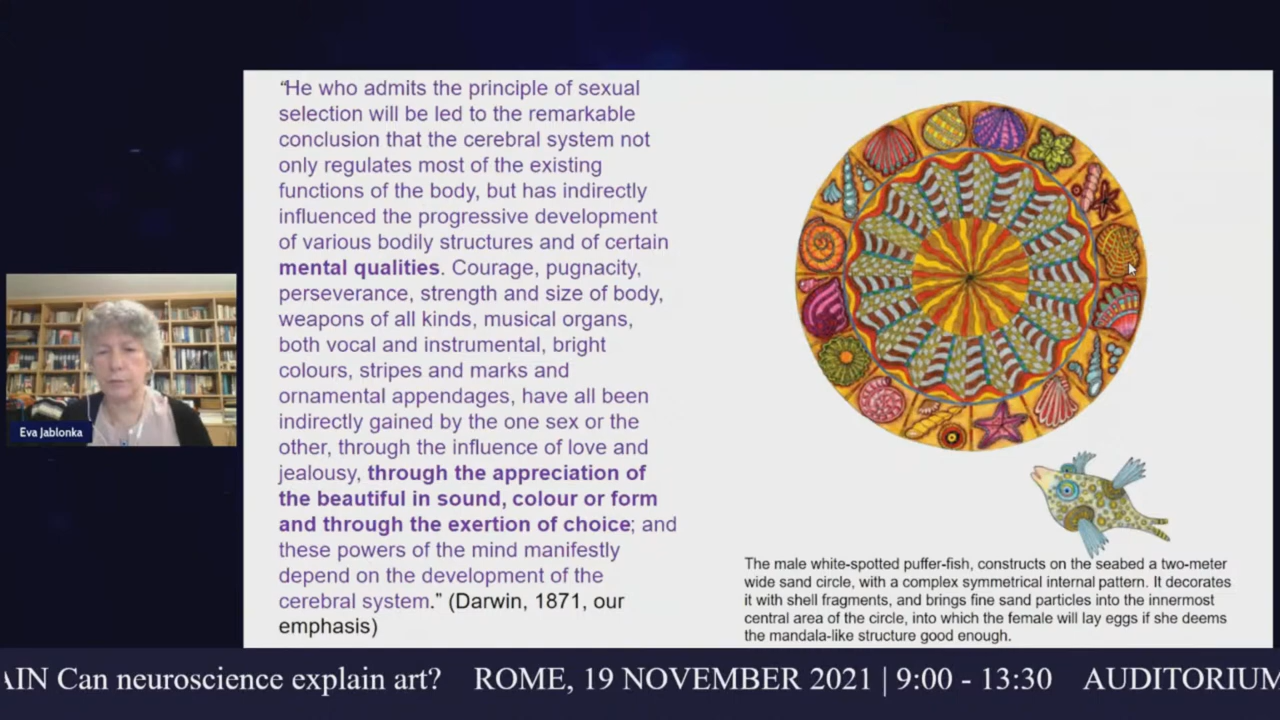 “He who admits the principle of sexual
selection will be led to the remarkable
conclusion that the cerebral system not
only regulates most of the existing
functions of the body, but has indirectly
influenced the progressive development
of various bodily structures and of certain
mental qualities. Courage, pugnacity,
perseverance, strength and size of body,
weapons of all kinds, musical organs,
both vocal and instrumental, bright
colours, stripes and marks and
ornamental appendages, have all been
indirectly gained by the one sex or the
other, through the influence of love and
jealousy, through the appreciation of
the beautiful in sound, colour or form
and through the exertion of choice; and
these powers of the mind manifestly
depend on the development of the
cerebral system.” (Darwin, 1871, our
emphasis)
The male white-spotted puffer-fish, constructs on the seabed a two-meter
wide sand circle, with a complex symmetrical internal pattern. It decorates
it with shell fragments, and brings fine sand particles into the innermost
central area of the circle, into which the female will lay eggs if she deems
the mandala-like structure good enough.
Eva Jablonka
AIN Can neuroscience explain art? ROME, 19 NOVEMBER 2021 | 9:00 - 13:30 AUDITORIUM